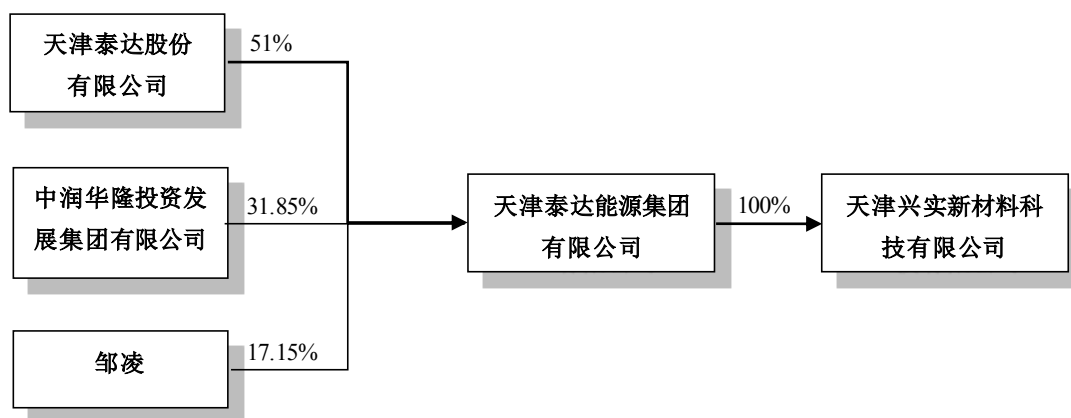 天津泰达股份
有限公司
51%
中润华隆投资发
展集团有限公司
31.85%
邹凌
17.15%
天津泰达能源集团
有限公司
100%
天津兴实新材料科
技有限公司